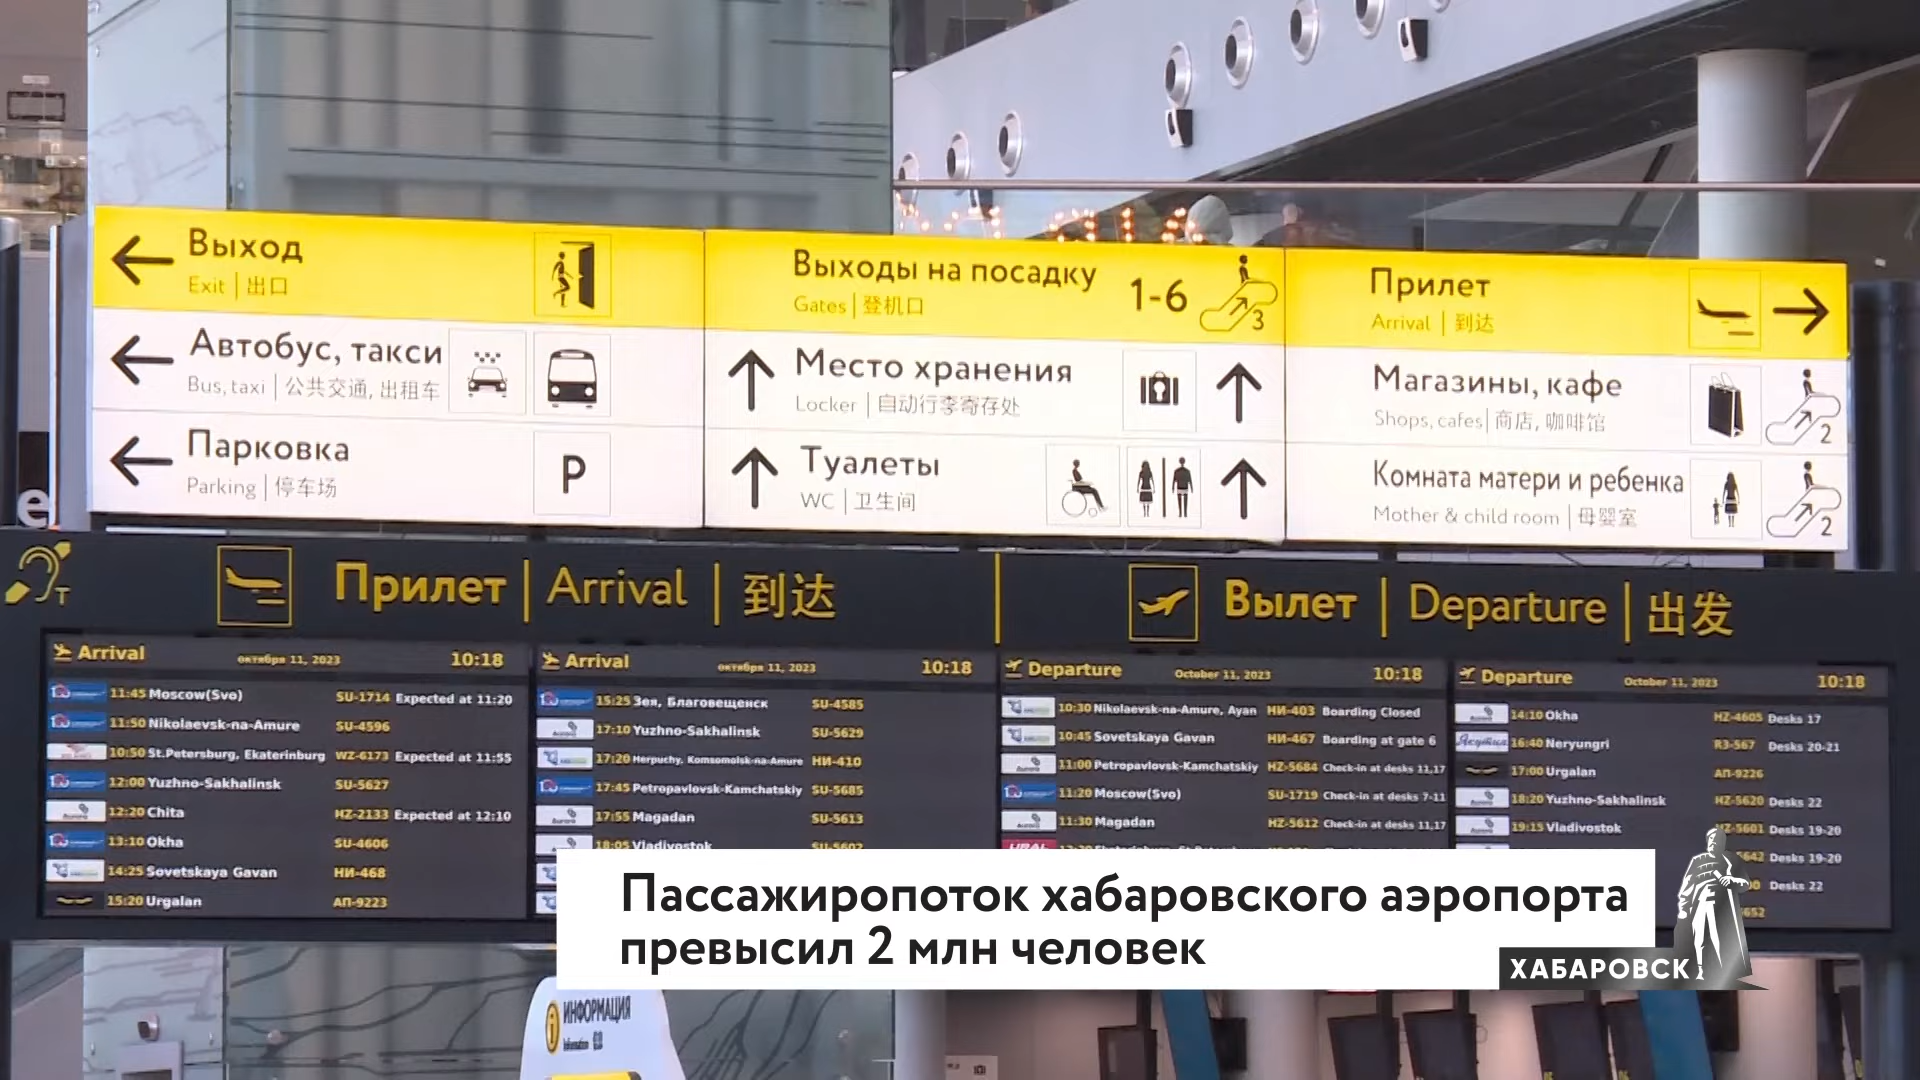 Выход
Exit | 出口
Автобус, такси
Bus, taxi | 公共交通, 出租车
Парковка
Parking | 停车场
P
Выходы на посадку
Gates | 登机口
1-6
3
Место хранения
Locker | 自动行李寄存处
Туалеты
WC | 卫生间
Прилет
Arrival | 到达
Магазины, кафе
Shops, cafes | 商店, 咖啡馆
2
Комната матери и ребенка
Mother & child room | 母婴室
2
e
T
Прилет | Arrival | 到达
Вылет | Departure | 出发
Arrival октября 11, 2023 10:18
11:45 Moscow(Svo) SU-1714 Expected at 11:20
11:50 Nikolaevsk-na-Amure SU-4596
10:50 St.Petersburg, Ekaterinburg WZ-6173 Expected at 11:55
12:00 Yuzhno-Sakhalinsk SU-5627
12:20 Chita HZ-2133 Expected at 12:10
13:10 Okha SU-4606
14:25 Sovetskaya Gavan НИ-468
15:20 Urgalan АП-9223
Arrival октября 11, 2023 10:18
15:25 Зея, Благовещенск SU-4585
17:10 Yuzhno-Sakhalinsk SU-5629
17:20 Herpuchy, Komsomolsk-na-Amure НИ-410
17:45 Petropavlovsk-Kamchatskiy SU-5685
17:55 Magadan SU-5613
18:05 Vladivostok SU-5602
Departure October 11, 2023 10:18
10:30 Nikolaevsk-na-Amure, Ayan НИ-403 Boarding Closed
10:45 Sovetskaya Gavan НИ-467 Boarding at gate 6
11:00 Petropavlovsk-Kamchatskiy HZ-5684 Check-in at desks 11,17
11:20 Moscow(Svo) SU-1719 Check-in at desks 7-11
11:30 Magadan HZ-5612 Check-in at desks 11,17
Departure October 11, 2023 10:18
14:10 Okha HZ-4605 Desks 17
Якутия 16:40 Neryungri R3-567 Desks 20-21
17:00 Urgalan АП-9226
18:20 Yuzhno-Sakhalinsk HZ-5620 Desks 22
19:15 Vladivostok HZ-5601 Desks 19-20
Desks 19-20
Desks 22
Пассажиропоток хабаровского аэропорта
превысил 2 млн человек
ХАБАРОВСК
ИНФОРМАЦИЯ
Information